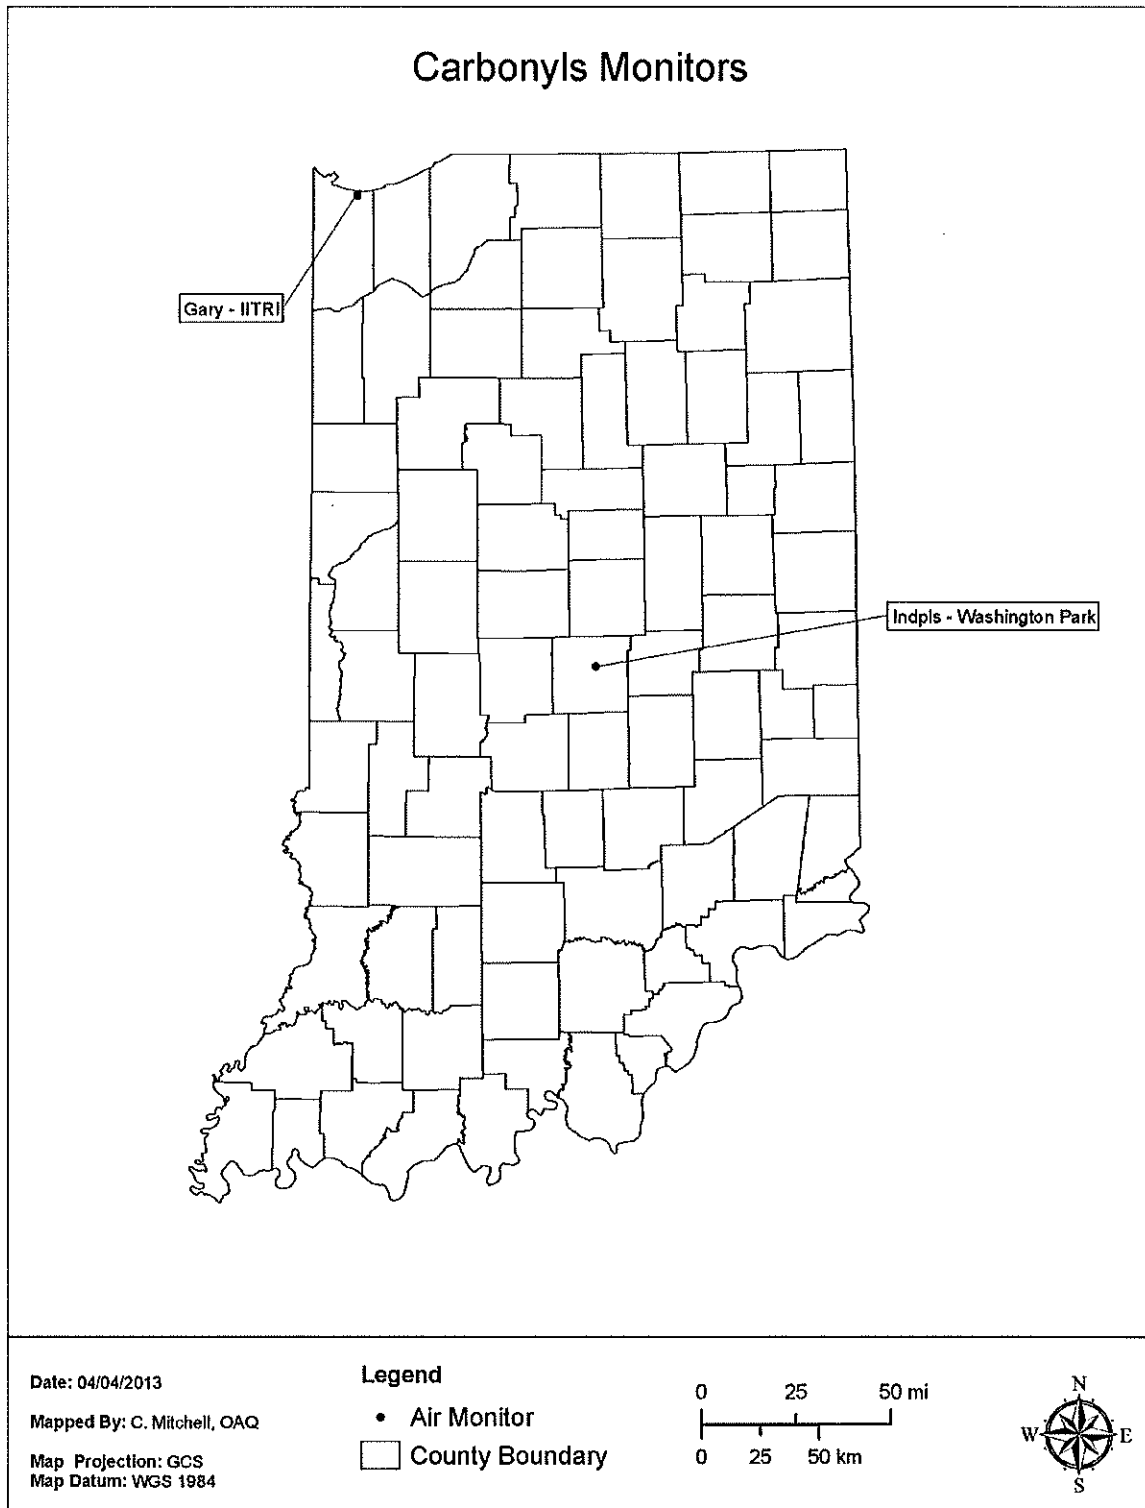 Carbonyls Monitors
Gary - IITRI
Indpls - Washington Park
Date: 04/04/2013
Mapped By: C. Mitchell, OAQ
Map Projection: GCS
Map Datum: WGS 1984
Legend
Air Monitor
County Boundary
0 25 50 mi
0 25 50 km
N
W E
S